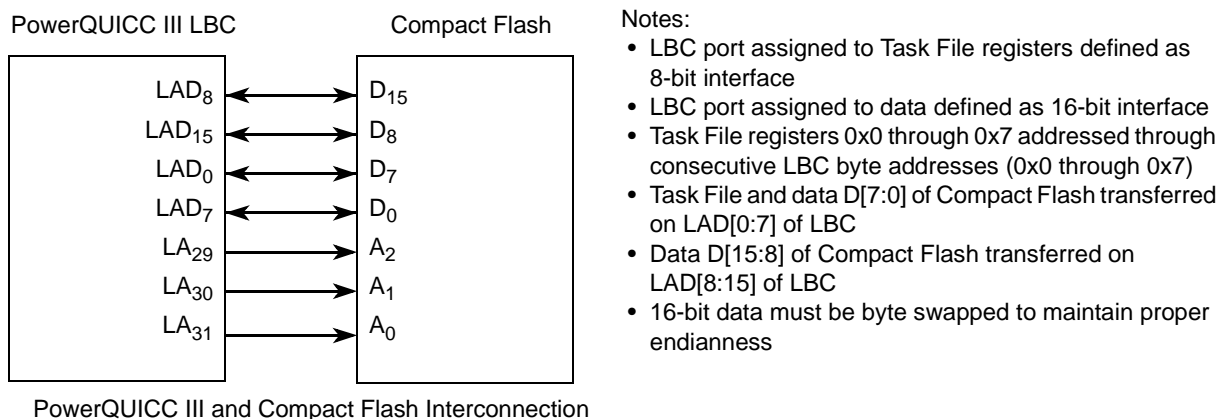 PowerQUICC III LBC
Compact Flash
LAD8
D15
LAD15
D8
LAD0
D7
LAD7
D0
LA29
A2
LA30
A1
LA31
A0
PowerQUICC III and Compact Flash Interconnection
Notes:
• LBC port assigned to Task File registers defined as
8-bit interface
• LBC port assigned to data defined as 16-bit interface
• Task File registers 0x0 through 0x7 addressed through
consecutive LBC byte addresses (0x0 through 0x7)
• Task File and data D[7:0] of Compact Flash transferred
on LAD[0:7] of LBC
• Data D[15:8] of Compact Flash transferred on
LAD[8:15] of LBC
• 16-bit data must be byte swapped to maintain proper
endianness